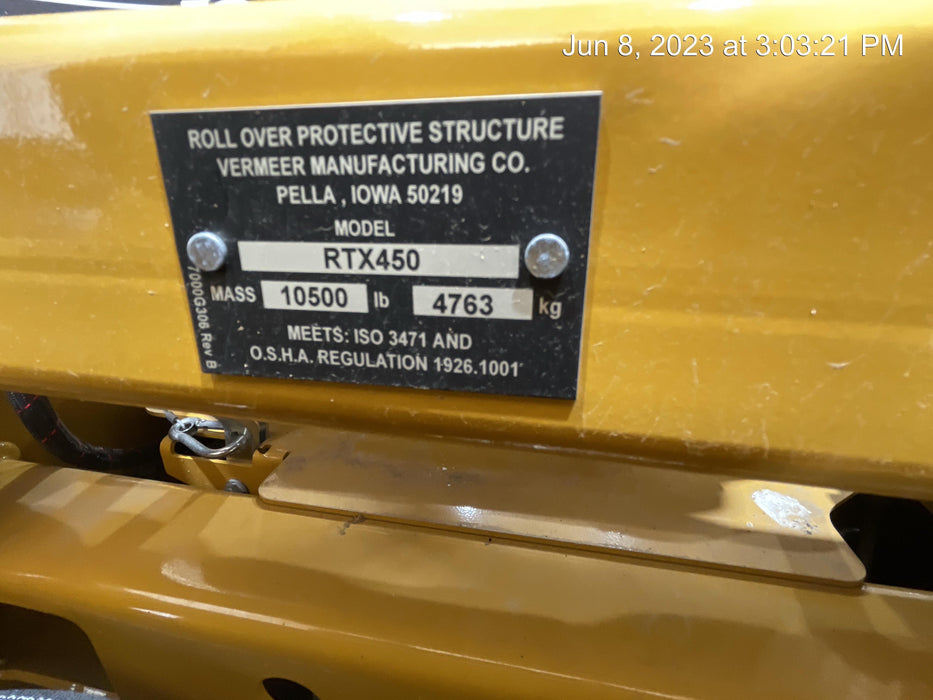 Jun 8, 2023 at 3:03:21 PM
ROLL OVER PROTECTIVE STRUCTURE
VERMEER MANUFACTURING CO.
PELLA , IOWA 50219
MODEL
RTX450
MASS 10500 lb 4763 kg
MEETS: ISO 3471 AND
O.S.H.A. REGULATION 1926.1001
7000G306 Rev B